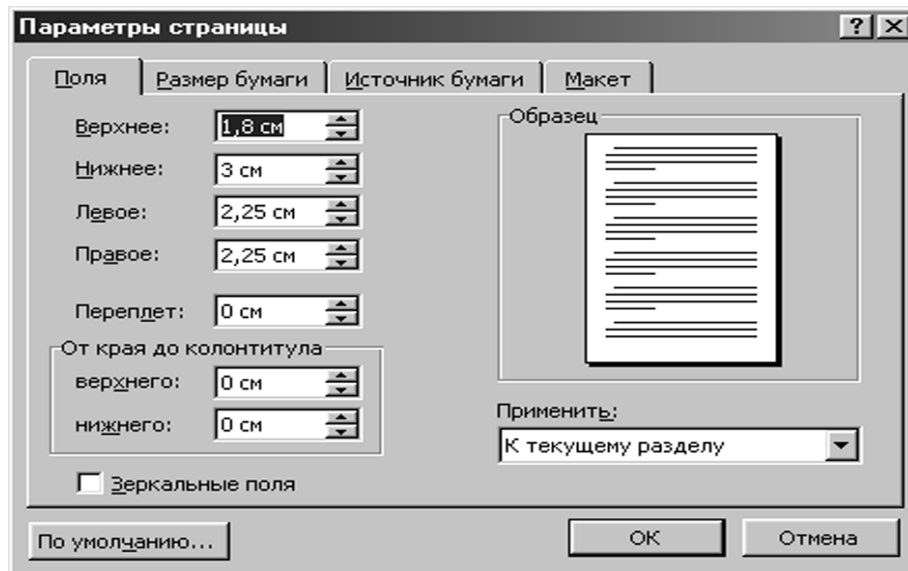 Параметры страницы
Поля Размер бумаги Источник бумаги Макет
Верхнее: 1,8 см
Нижнее: 3 см
Левое: 2,25 см
Правое: 2,25 см
Переплет: 0 см
От края до колонтитула
верхнего: 0 см
нижнего: 0 см
Зеркальные поля
Образец
Применить:
К текущему разделу
По умолчанию... ОК Отмена